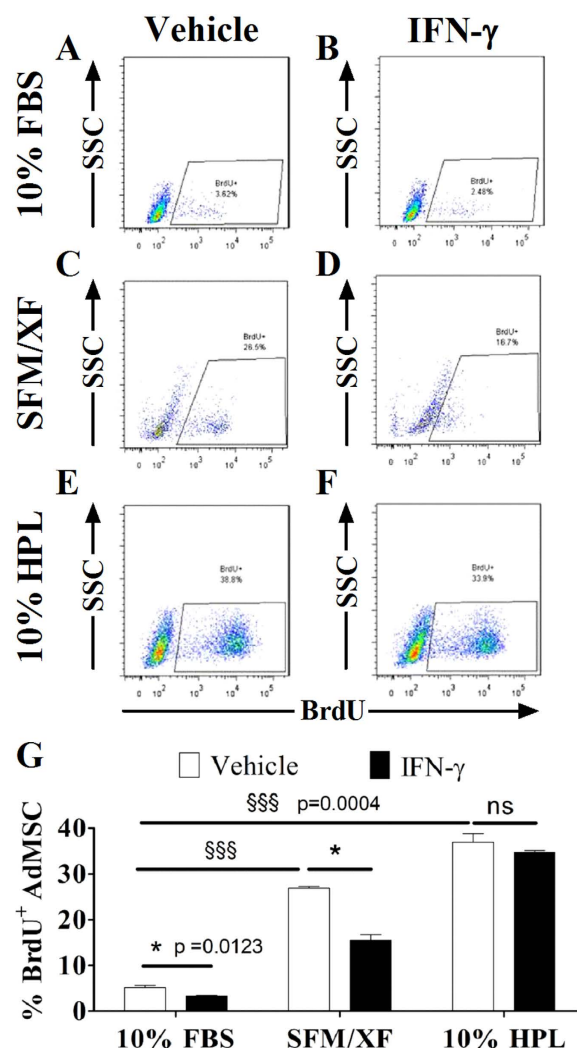 Vehicle IFN-γ
A B
10% FBS
SSC SSC
BrdU+ BrdU+
3.62% 2.48%
0 10² 10³ 10⁴ 10⁵ 0 10² 10³ 10⁴ 10⁵
C D
SFM/XF
SSC SSC
BrdU+ BrdU+
26.5% 16.7%
0 10² 10³ 10⁴ 10⁵ 0 10² 10³ 10⁴ 10⁵
E F
10% HPL
SSC SSC
BrdU+ BrdU+
38.8% 33.9%
0 10² 10³ 10⁴ 10⁵ 0 10² 10³ 10⁴ 10⁵
BrdU
G Vehicle IFN-γ
% BrdU⁺ AdMSC
§§§ p=0.0004 ns
§§§ *
* p =0.0123
40
30
20
10
0
10% FBS SFM/XF 10% HPL